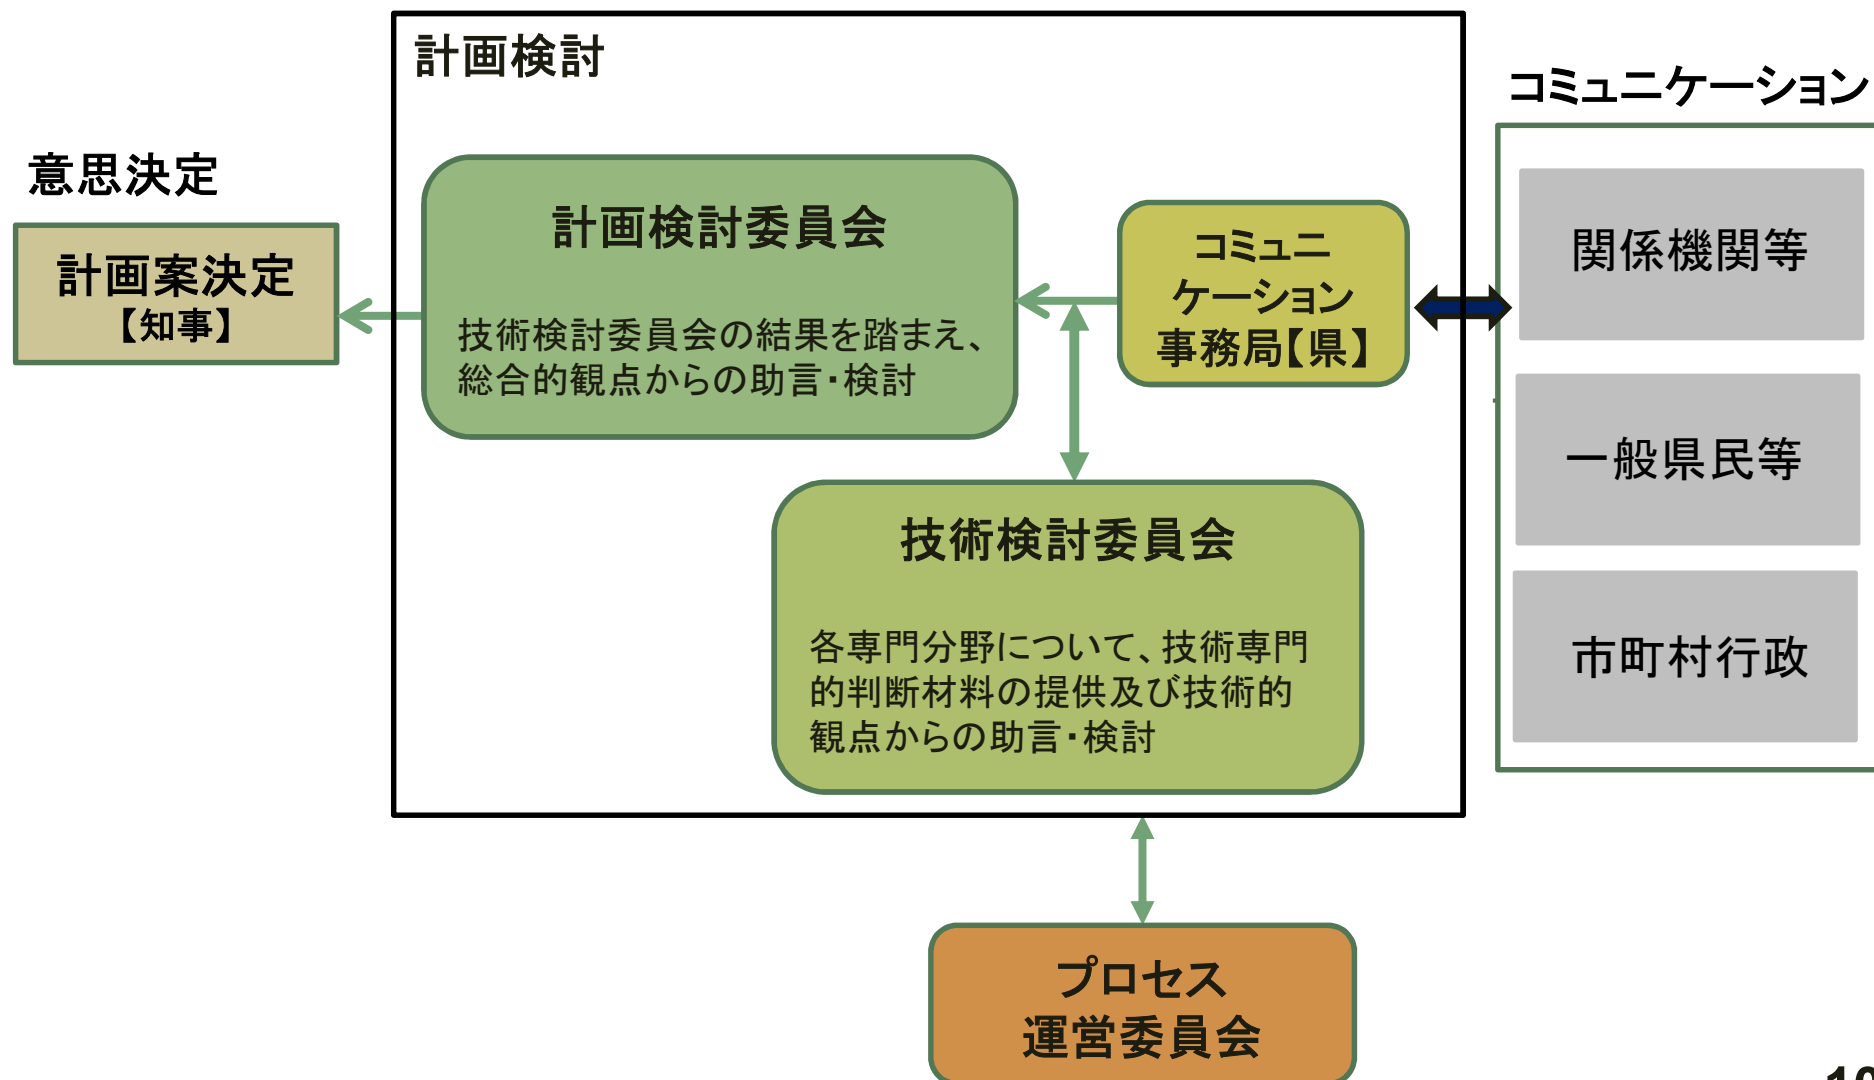 計画検討
コミュニケーション
意思決定
計画案決定
【知事】
計画検討委員会
技術検討委員会の結果を踏まえ、
総合的観点からの助言・検討
コミュニ
ケーション
事務局【県】
関係機関等
一般県民等
市町村行政
技術検討委員会
各専門分野について、技術専門
的判断材料の提供及び技術的
観点からの助言・検討
プロセス
運営委員会